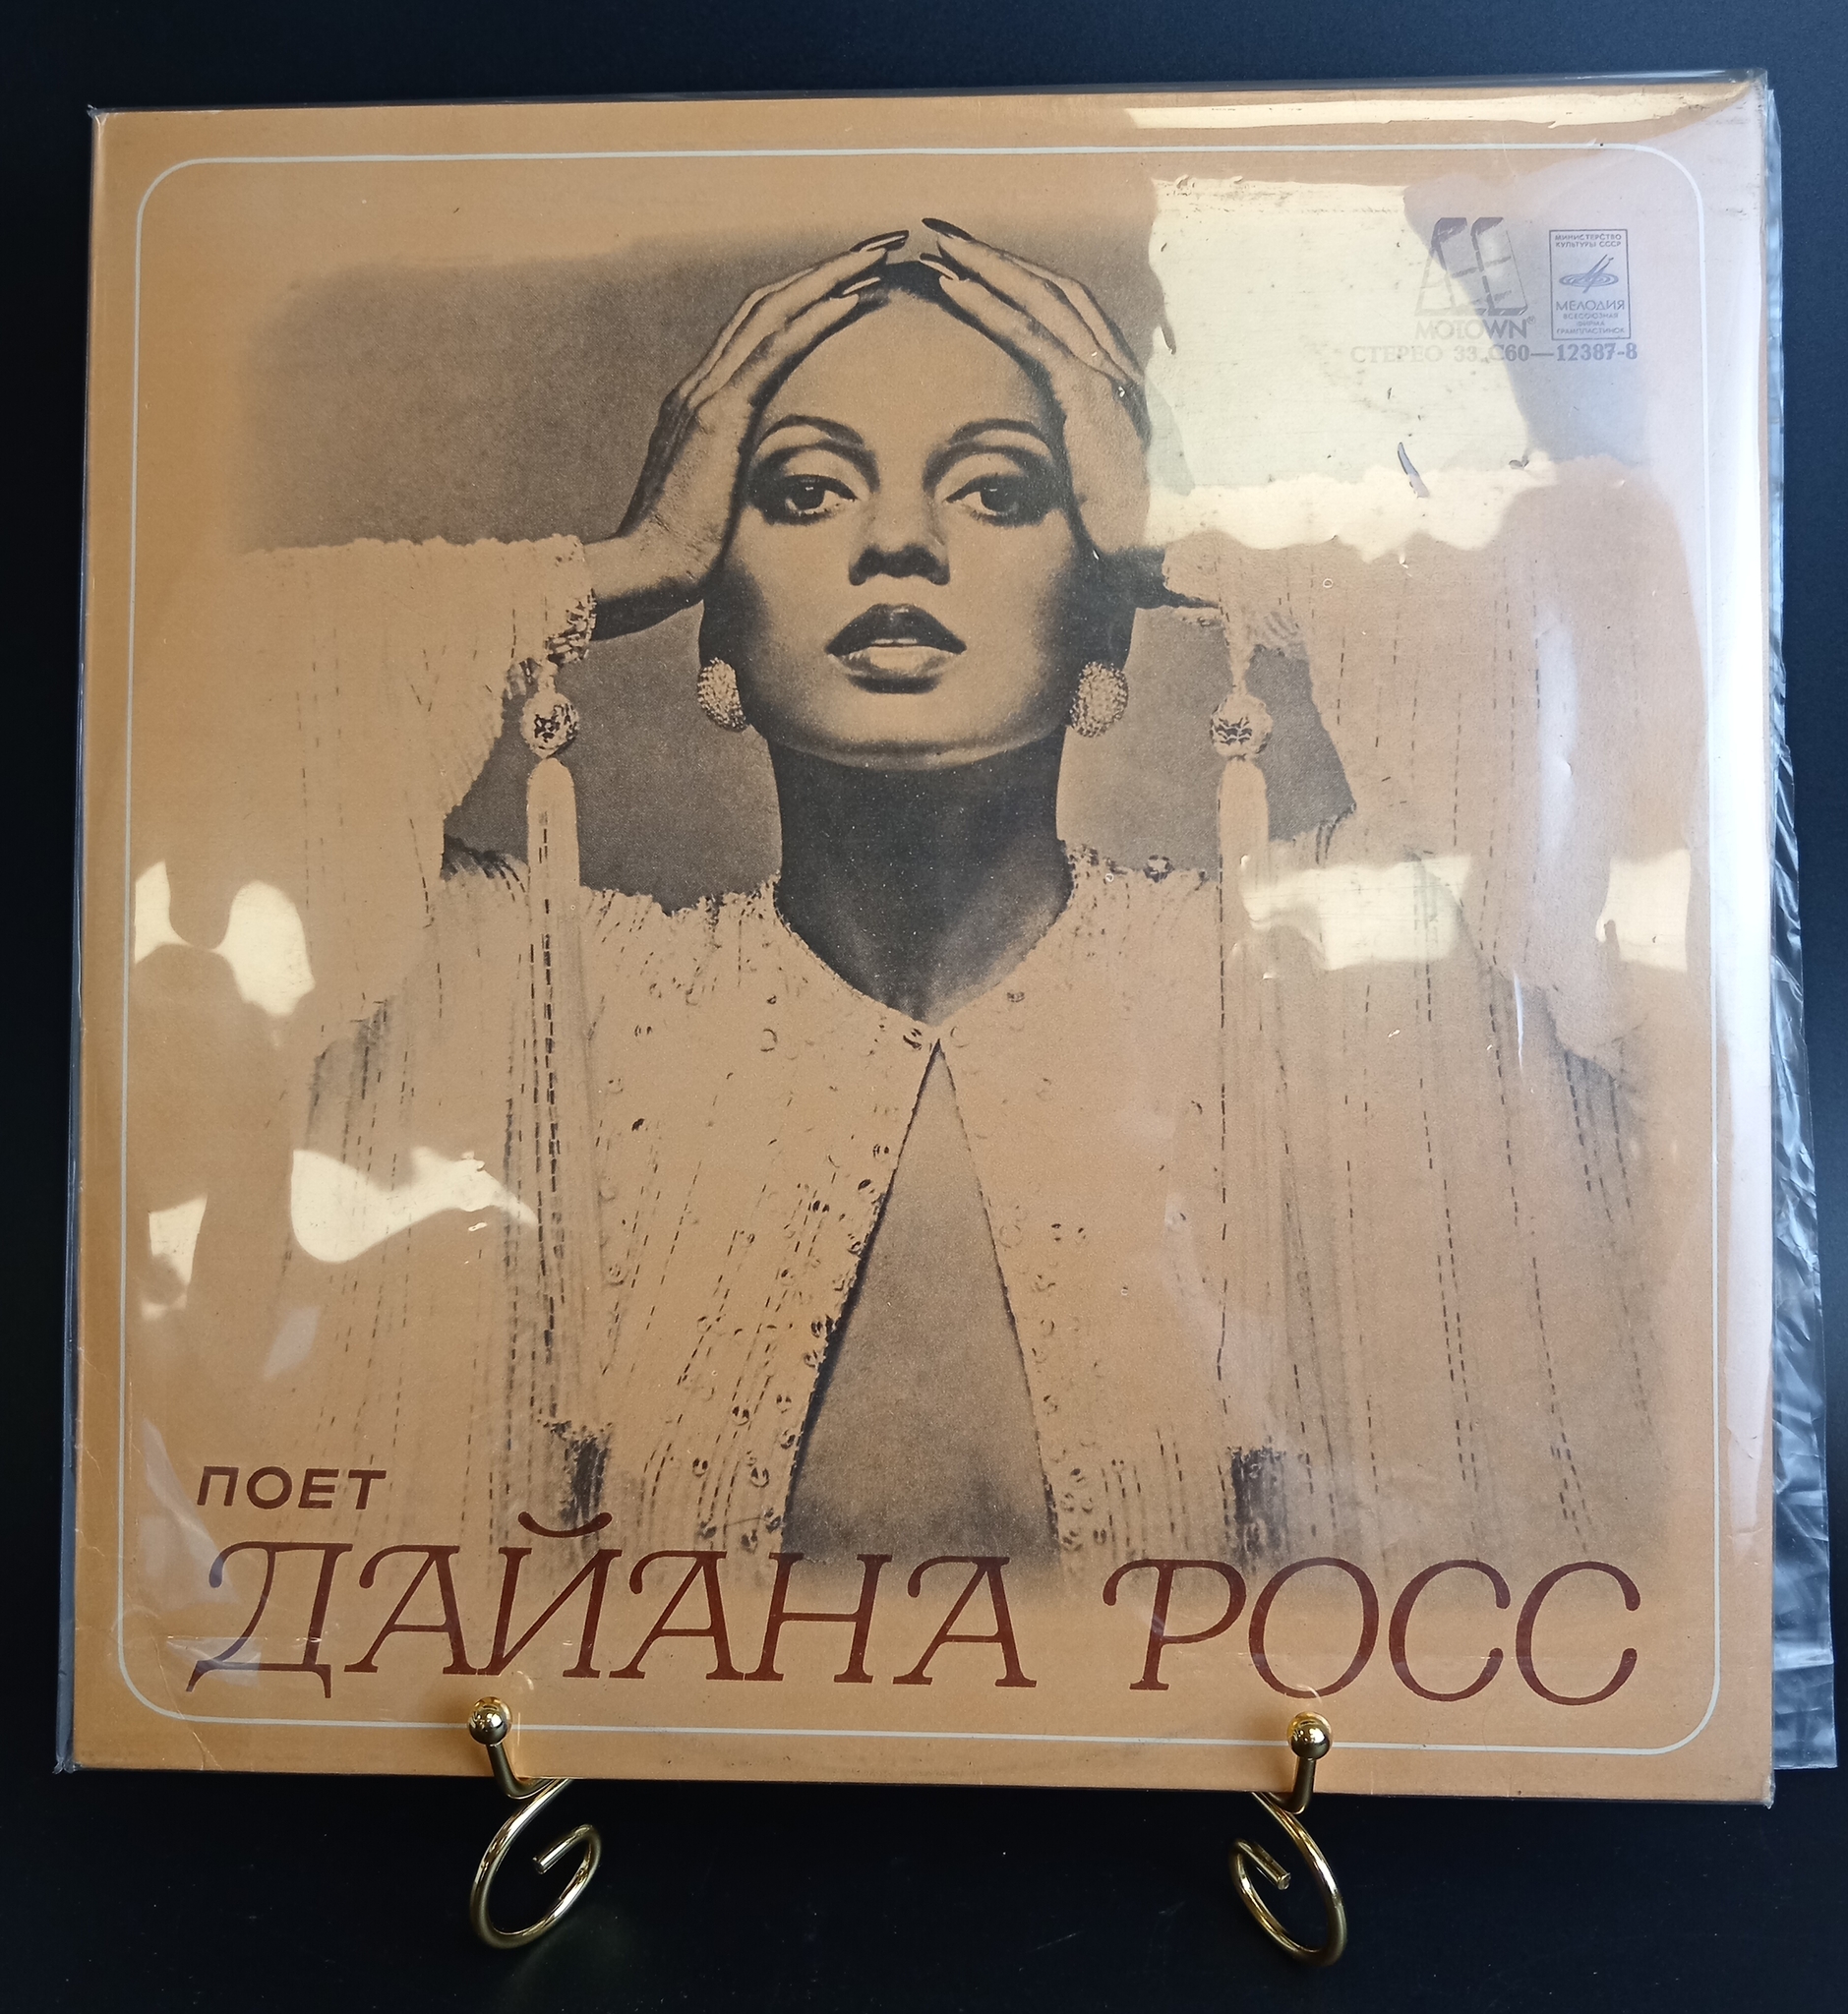 MOTOWN®
МИНИСТЕРСТВО
КУЛЬТУРЫ СССР
МЕЛОДИЯ
ВСЕСОЮЗНАЯ
ФИРМА
ГРАМПЛАСТИНОК
СТЕРЕО 33 С60—12387-8
ПОЕТ
ДАЙАНА РОСС